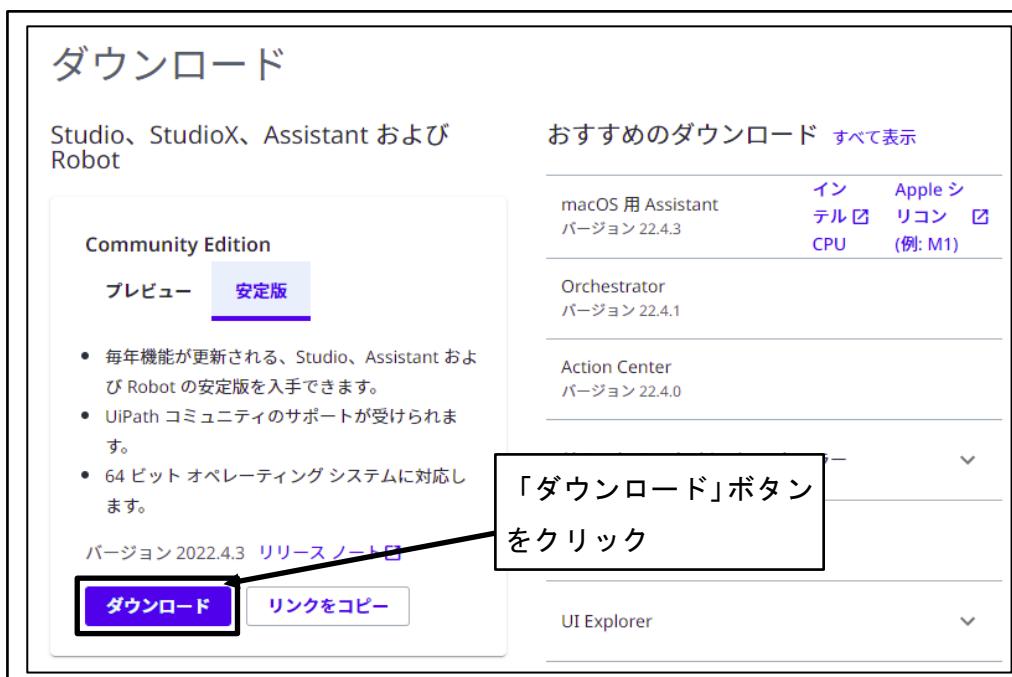 ダウンロード
Studio、StudioX、Assistant および
Robot
Community Edition
プレビュー 安定版
• 毎年機能が更新される、Studio、Assistant およ
び Robot の安定版を入手できます。
• UiPath コミュニティのサポートが受けられま
す。
• 64 ビット オペレーティング システムに対応し
ます。
バージョン 2022.4.3 リリース ノート
ダウンロード リンクをコピー
おすすめのダウンロード すべて表示
macOS 用 Assistant
バージョン 22.4.3
イン
テル
CPU
Apple シ
リコン
(例: M1)
Orchestrator
バージョン 22.4.1
Action Center
バージョン 22.4.0
「ダウンロード」ボタン
をクリック
UI Explorer